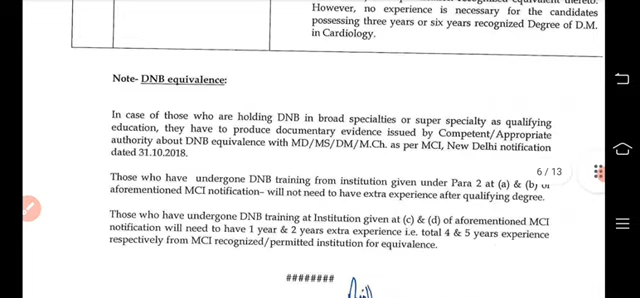 However, no experience is necessary for the candidates
possessing three years or six years recognized Degree of D.M.
in Cardiology.
Note- DNB equivalence:
In case of those who are holding DNB in broad specialties or super specialty as qualifying
education, they have to produce documentary evidence issued by Competent/Appropriate
authority about DNB equivalence with MD/MS/DM/M.Ch. as per MCI, New Delhi notification
dated 31.10.2018.
6 / 13
Those who have undergone DNB training from institution given under Para 2 at (a) & (b) of
aforementioned MCI notification– will not need to have extra experience after qualifying degree.
Those who have undergone DNB training at Institution given at (c) & (d) of aforementioned MCI
notification will need to have 1 year & 2 years extra experience i.e. total 4 & 5 years experience
respectively from MCI recognized/permitted institution for equivalence.
########